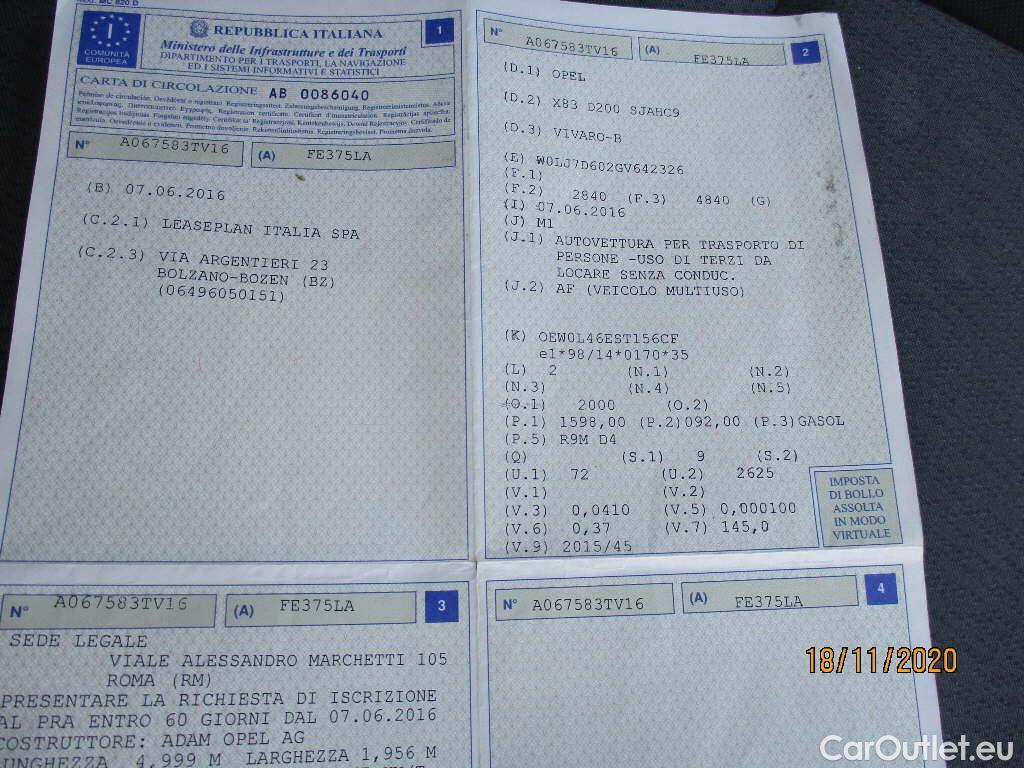 MC 820 D
I
COMUNITÀ
EUROPEA
REPUBBLICA ITALIANA
Ministero delle Infrastrutture e dei Trasporti
DIPARTIMENTO PER I TRASPORTI, LA NAVIGAZIONE
ED I SISTEMI INFORMATIVI E STATISTICI
1
CARTA DI CIRCOLAZIONE AB 0086040
N° A067583TV16 (A) FE375LA
(B) 07.06.2016
(C.2.1) LEASEPLAN ITALIA SPA
(C.2.3) VIA ARGENTIERI 23
BOLZANO-BOZEN (BZ)
(06496050151)
N° A067583TV16 (A) FE375LA
2
(D.1) OPEL
(D.2) X83 D200 SJAHC9
(D.3) VIVARO-B
(E) W0LJ7D602GV642326
(F.1)
(F.2) 2840 (F.3) 4840 (G)
(I) 07.06.2016
(J) M1
(J.1) AUTOVETTURA PER TRASPORTO DI
PERSONE -USO DI TERZI DA
LOCARE SENZA CONDUC.
(J.2) AF (VEICOLO MULTIUSO)
(K) OEW0L46EST156CF
e1*98/14*0170*35
(L) 2 (N.1) (N.2)
(N.3) (N.4) (N.5)
(O.1) 2000 (O.2)
(P.1) 1598,00 (P.2)092,00 (P.3)GASOL
(P.5) R9M D4
(Q) (S.1) 9 (S.2)
(U.1) 72 (U.2) 2625
(V.1) (V.2)
(V.3) 0,0410 (V.5) 0,000100
(V.6) 0,37 (V.7) 145,0
(V.9) 2015/45
IMPOSTA
DI BOLLO
ASSOLTA
IN MODO
VIRTUALE
N° A067583TV16 (A) FE375LA 3
SEDE LEGALE
VIALE ALESSANDRO MARCHETTI 105
ROMA (RM)
PRESENTARE LA RICHIESTA DI ISCRIZIONE
AL PRA ENTRO 60 GIORNI DAL 07.06.2016
COSTRUTTORE: ADAM OPEL AG
LUNGHEZZA 4,999 M LARGHEZZA 1,956 M
N° A067583TV16 (A) FE375LA 4
18/11/2020
CarOutlet.eu